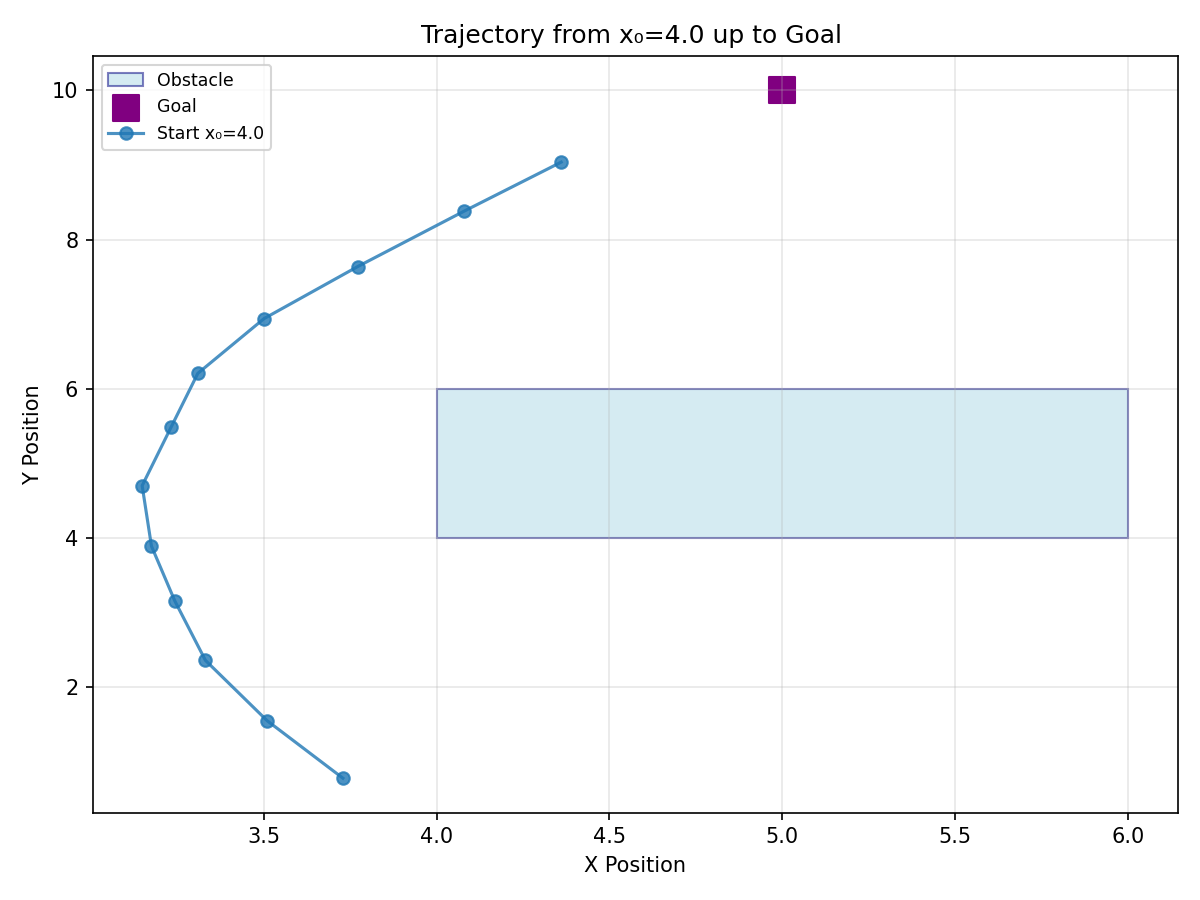 Trajectory from x₀=4.0 up to Goal
Obstacle
Goal
Start x₀=4.0
10
8
6
4
2
Y Position
3.5 4.0 4.5 5.0 5.5 6.0
X Position